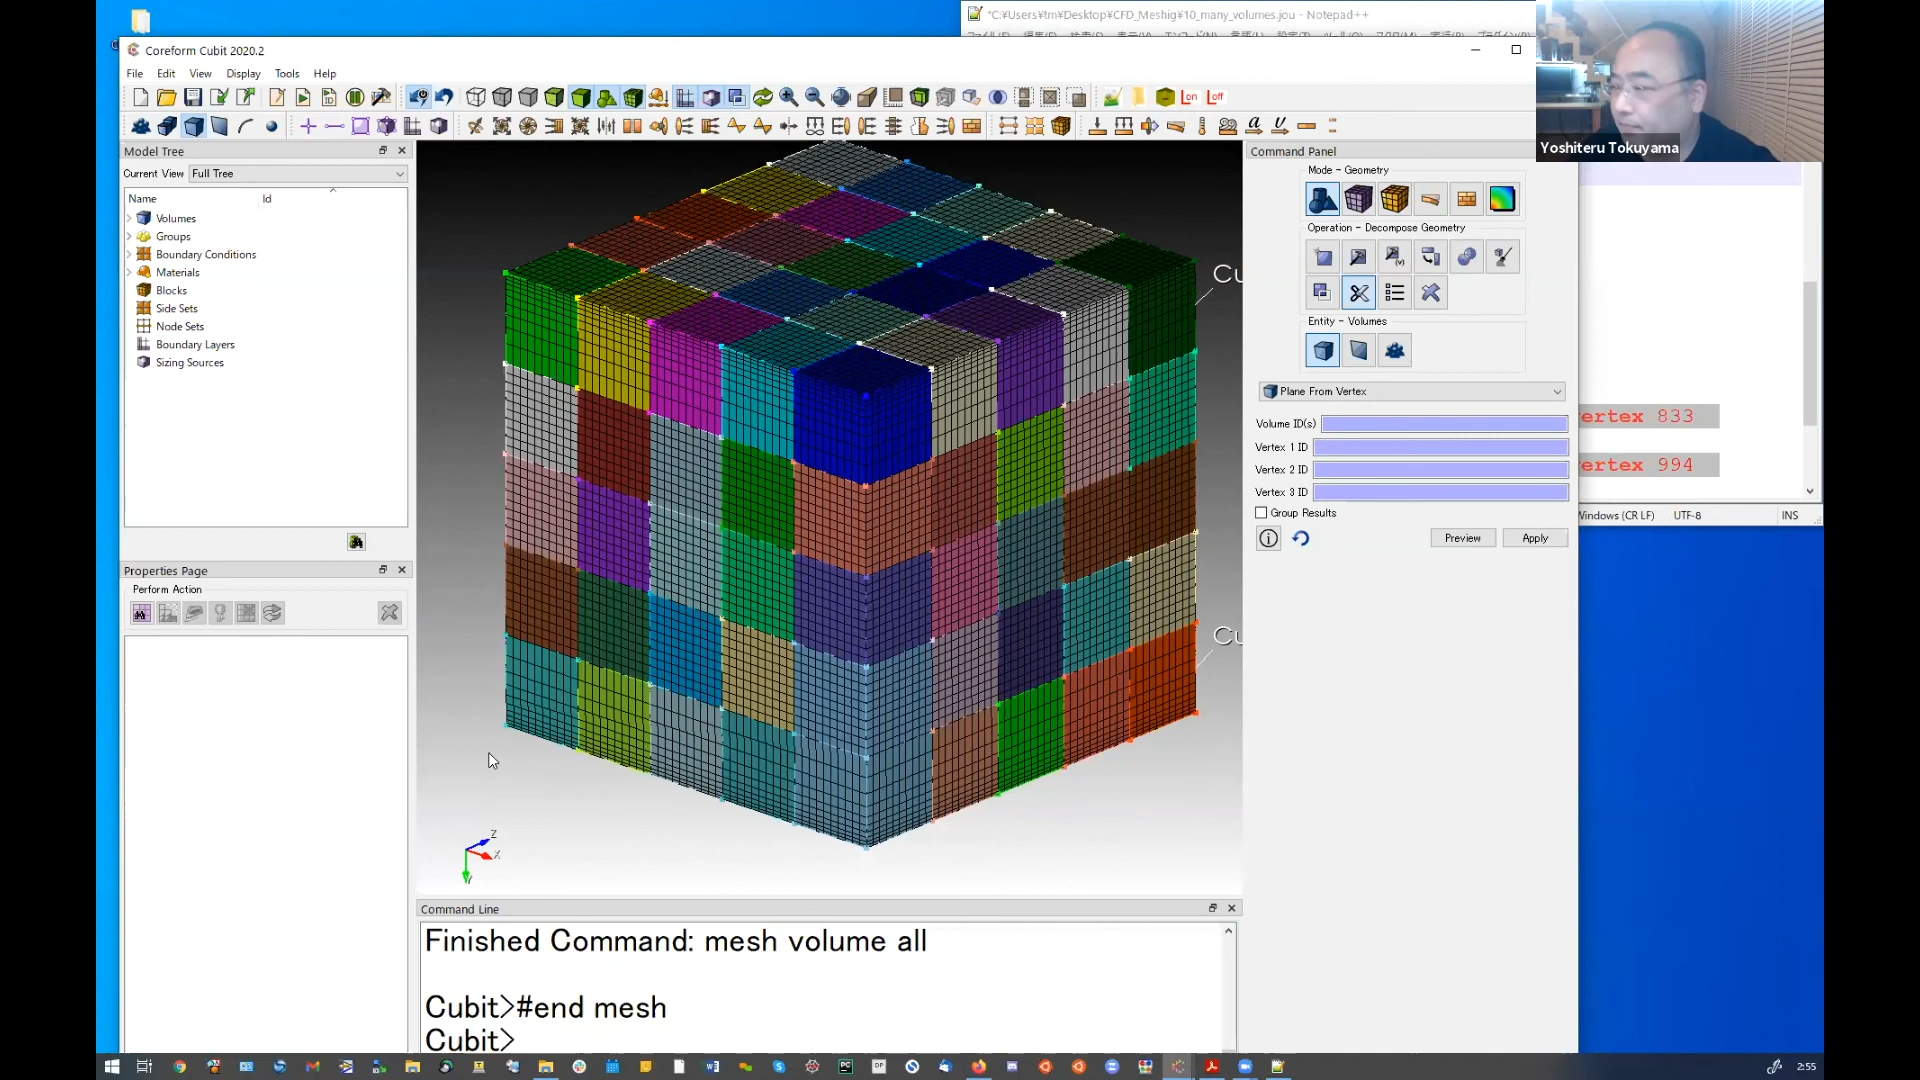 *C:¥Users¥tm¥Desktop¥CFD_Meshig¥10_many_volumes.jou - Notepad++
Coreform Cubit 2020.2
File Edit View Display Tools Help
on off
Model Tree
Current View Full Tree
Name Id
Volumes
Groups
Boundary Conditions
Materials
Blocks
Side Sets
Node Sets
Boundary Layers
Sizing Sources
Properties Page
Perform Action
Cu
Cu
Z
X
Y
Command Line
Finished Command: mesh volume all
Cubit>#end mesh
Cubit>
Command Panel
Mode - Geometry
Operation - Decompose Geometry
Entity - Volumes
Plane From Vertex
Volume ID(s)
Vertex 1 ID
Vertex 2 ID
Vertex 3 ID
Group Results
Preview Apply
Yoshiteru Tokuyama
ertex 833
ertex 994
Windows (CR LF) UTF-8 INS
2:55